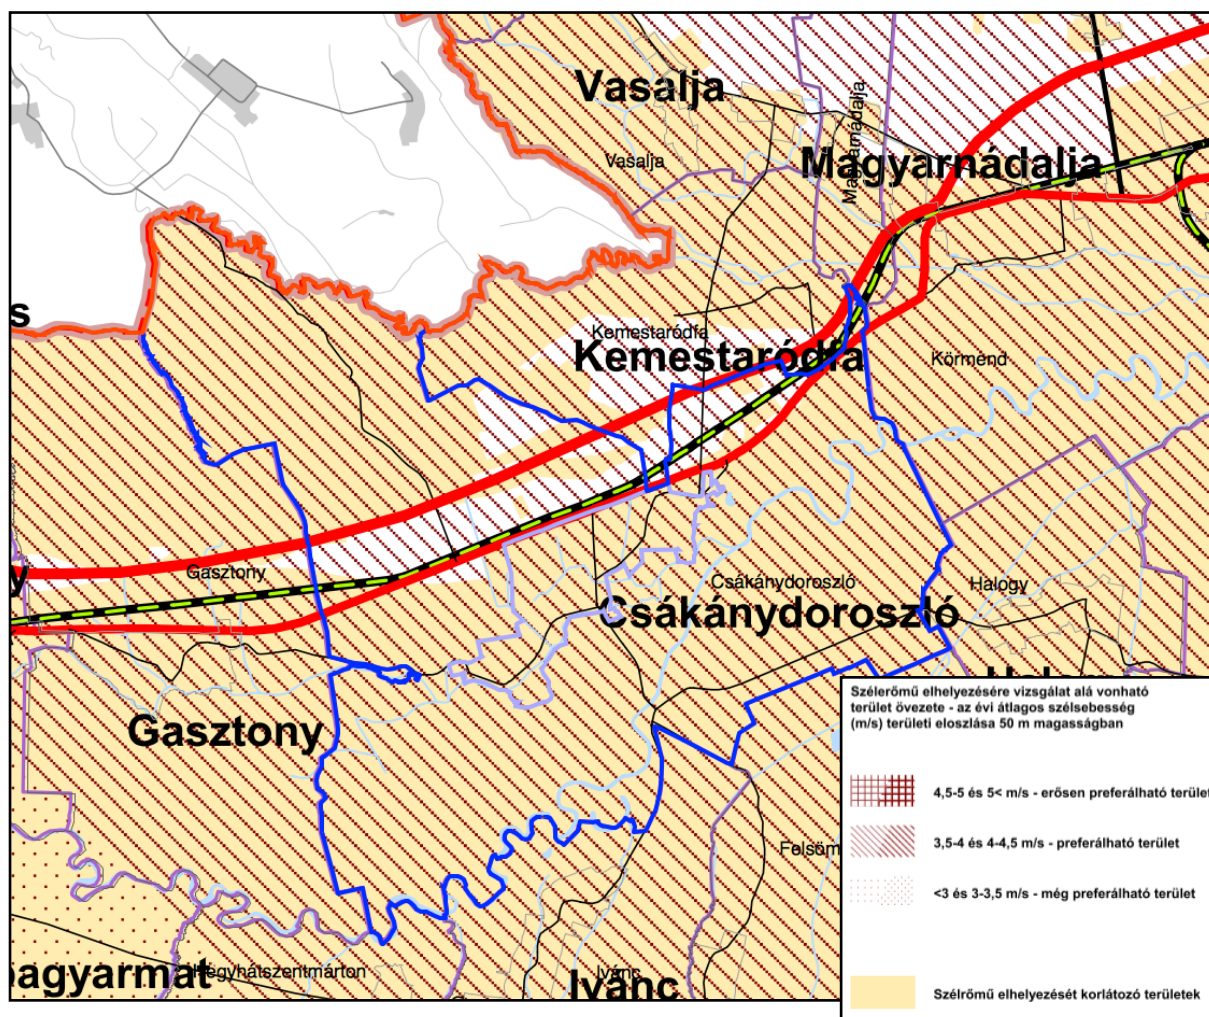 Vasalja
Vasalja
Magyarnádalja
Magyarnádalja
s
Kemestaródfa
Kemestaródfa
Körmend
y
Gasztony
Csákánydoroszló
Halogy
Csákánydoroszló
Gasztony
Felsöm
agyarmat
Hegyhátszentmárton
Ivánc
Ivánc
Szélerőmű elhelyezésére vizsgálat alá vonható
terület övezete - az évi átlagos szélsebesség
(m/s) területi eloszlása 50 m magasságban
4,5-5 és 5< m/s - erősen preferálható terület
3,5-4 és 4-4,5 m/s - preferálható terület
<3 és 3-3,5 m/s - még preferálható terület
Szélrőmű elhelyezését korlátozó területek